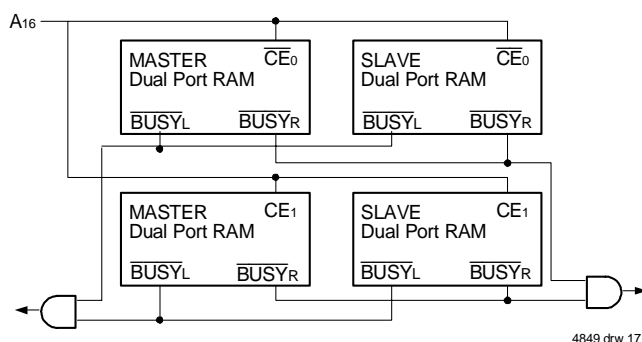 A16
MASTER CE0 SLAVE CE0
Dual Port RAM Dual Port RAM
BUSYL BUSYR BUSYL BUSYR
MASTER CE1 SLAVE CE1
Dual Port RAM Dual Port RAM
BUSYL BUSYR BUSYL BUSYR
4849 drw 17